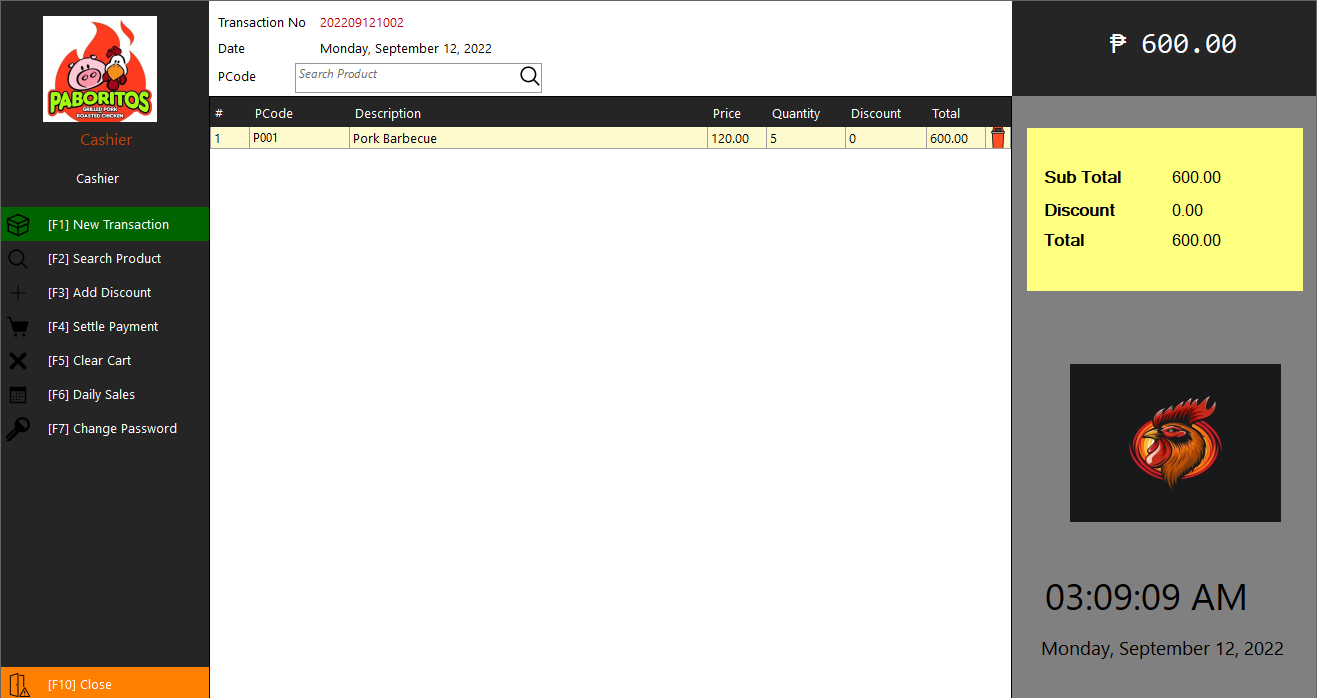 PABORITOS
GRILLED PORK
ROASTED CHICKEN
Cashier
Cashier
[F1] New Transaction
[F2] Search Product
[F3] Add Discount
[F4] Settle Payment
[F5] Clear Cart
[F6] Daily Sales
[F7] Change Password
[F10] Close
Transaction No 202209121002
Date Monday, September 12, 2022
PCode Search Product
# PCode Description Price Quantity Discount Total
1 P001 Pork Barbecue 120.00 5 0 600.00
₱ 600.00
Sub Total 600.00
Discount 0.00
Total 600.00
03:09:09 AM
Monday, September 12, 2022